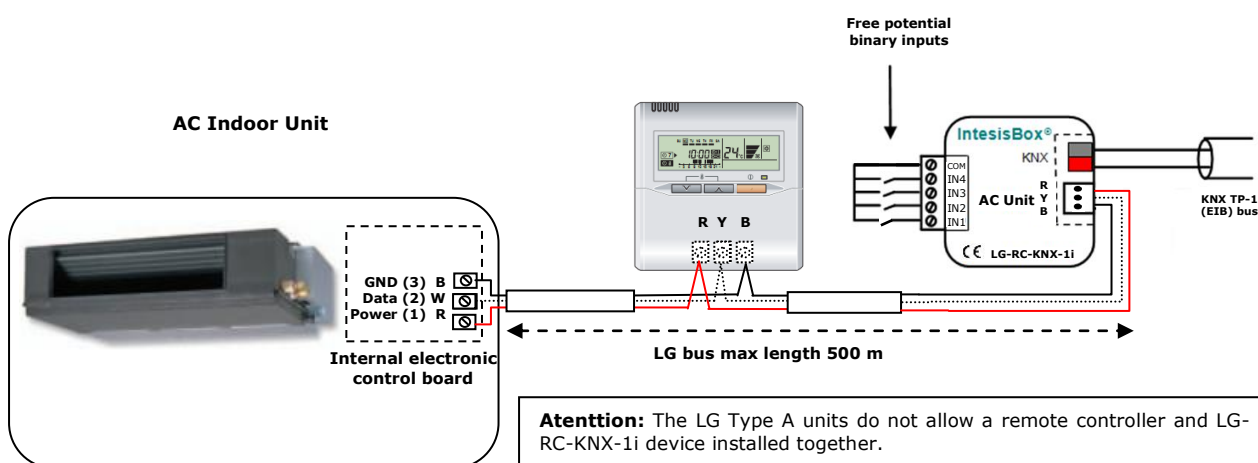 Free potential
binary inputs
AC Indoor Unit
IntesisBox®
KNX
COM
IN4
IN3
IN2
IN1
AC Unit
R
Y
B
CE LG-RC-KNX-1i
KNX TP-1
(EIB) bus
10:00
24
R Y B
GND (3) B
Data (2) W
Power (1) R
Internal electronic
control board
LG bus max length 500 m
Atenttion: The LG Type A units do not allow a remote controller and LG-
RC-KNX-1i device installed together.